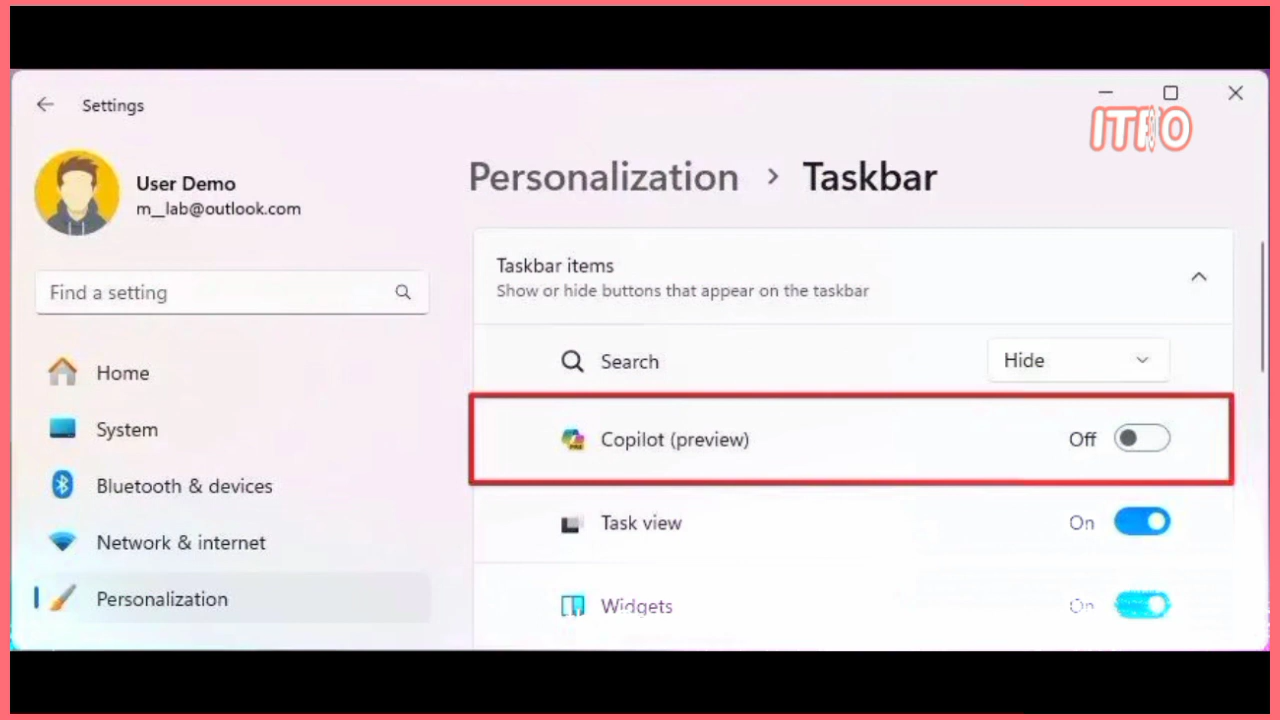 Settings
User Demo
m__lab@outlook.com
Find a setting
Home
System
Bluetooth & devices
Network & internet
Personalization
Personalization > Taskbar
Taskbar items
Show or hide buttons that appear on the taskbar
Search Hide
Copilot (preview) Off
Task view On
Widgets On